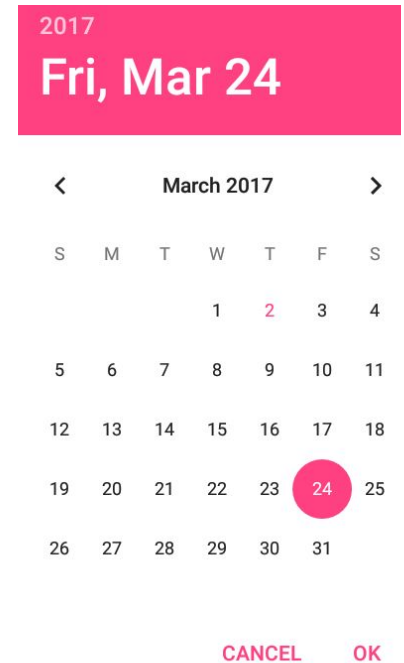 2017
Fri, Mar 24
March 2017
S M T W T F S
1 2 3 4
5 6 7 8 9 10 11
12 13 14 15 16 17 18
19 20 21 22 23 24 25
26 27 28 29 30 31
CANCEL OK